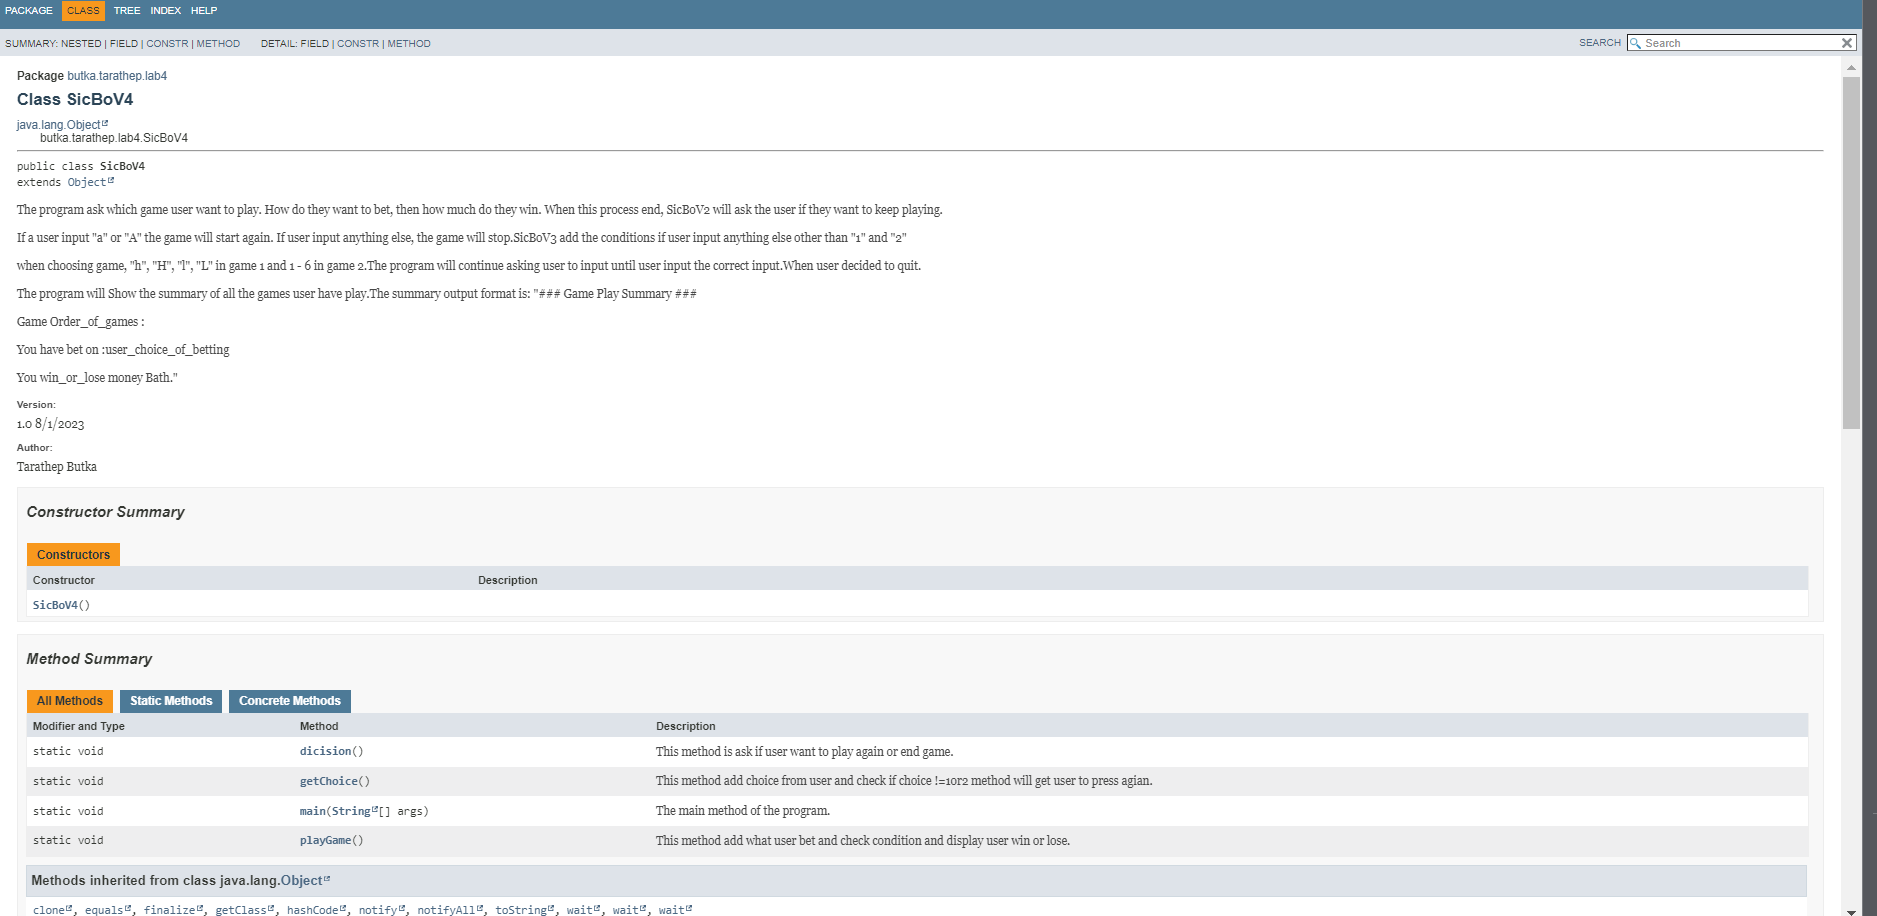 PACKAGE CLASS TREE INDEX HELP
SUMMARY: NESTED | FIELD | CONSTR | METHOD DETAIL: FIELD | CONSTR | METHOD SEARCH Search
Package butka.tarathep.lab4
Class SicBoV4
java.lang.Object
butka.tarathep.lab4.SicBoV4
public class SicBoV4
extends Object
The program ask which game user want to play. How do they want to bet, then how much do they win. When this process end, SicBoV2 will ask the user if they want to keep playing.
If a user input "a" or "A" the game will start again. If user input anything else, the game will stop.SicBoV3 add the conditions if user input anything else other than "1" and "2"
when choosing game, "h", "H", "l", "L" in game 1 and 1 - 6 in game 2.The program will continue asking user to input until user input the correct input.When user decided to quit.
The program will Show the summary of all the games user have play.The summary output format is: "### Game Play Summary ###
Game Order_of_games :
You have bet on :user_choice_of_betting
You win_or_lose money Bath."
Version:
1.0 8/1/2023
Author:
Tarathep Butka
Constructor Summary
Constructors
Constructor Description
SicBoV4()
Method Summary
All Methods Static Methods Concrete Methods
Modifier and Type Method Description
static void dicision() This method is ask if user want to play again or end game.
static void getChoice() This method add choice from user and check if choice !=1or2 method will get user to press agian.
static void main(String[] args) The main method of the program.
static void playGame() This method add what user bet and check condition and display user win or lose.
Methods inherited from class java.lang.Object
clone, equals, finalize, getClass, hashCode, notify, notifyAll, toString, wait, wait, wait